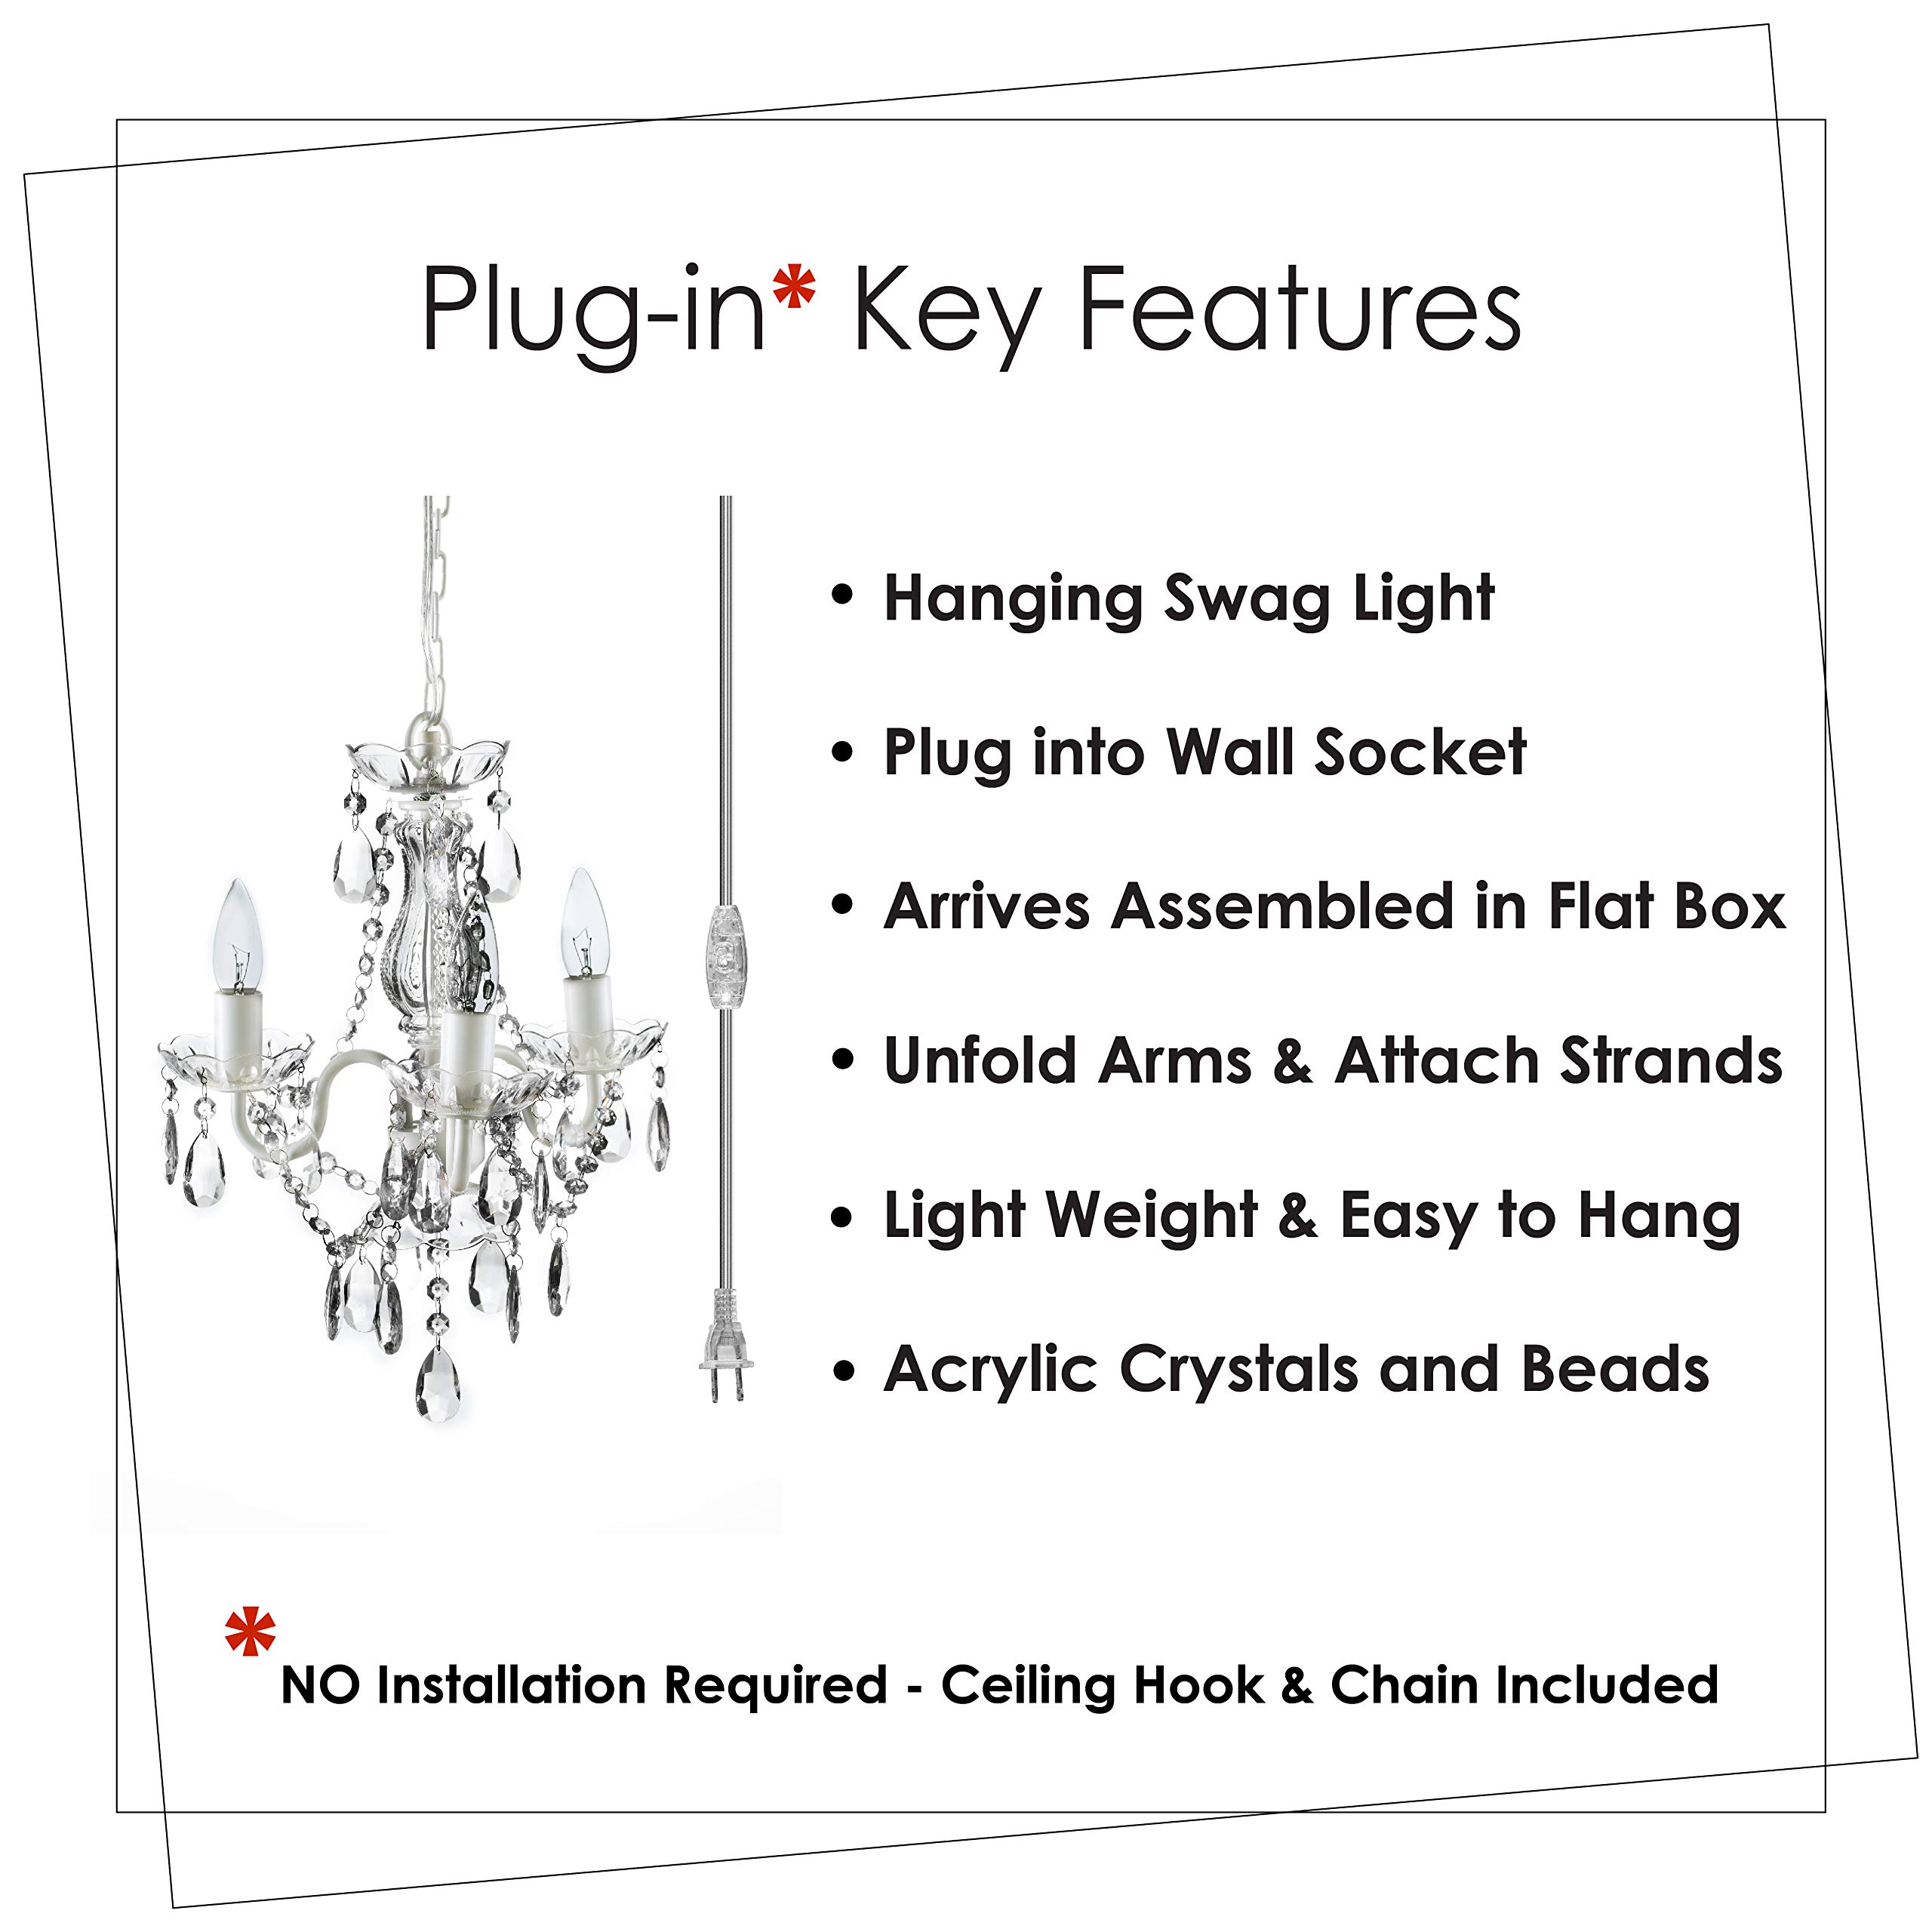 Plug-in* Key Features
• Hanging Swag Light
• Plug into Wall Socket
• Arrives Assembled in Flat Box
• Unfold Arms & Attach Strands
• Light Weight & Easy to Hang
• Acrylic Crystals and Beads
*NO Installation Required - Ceiling Hook & Chain Included